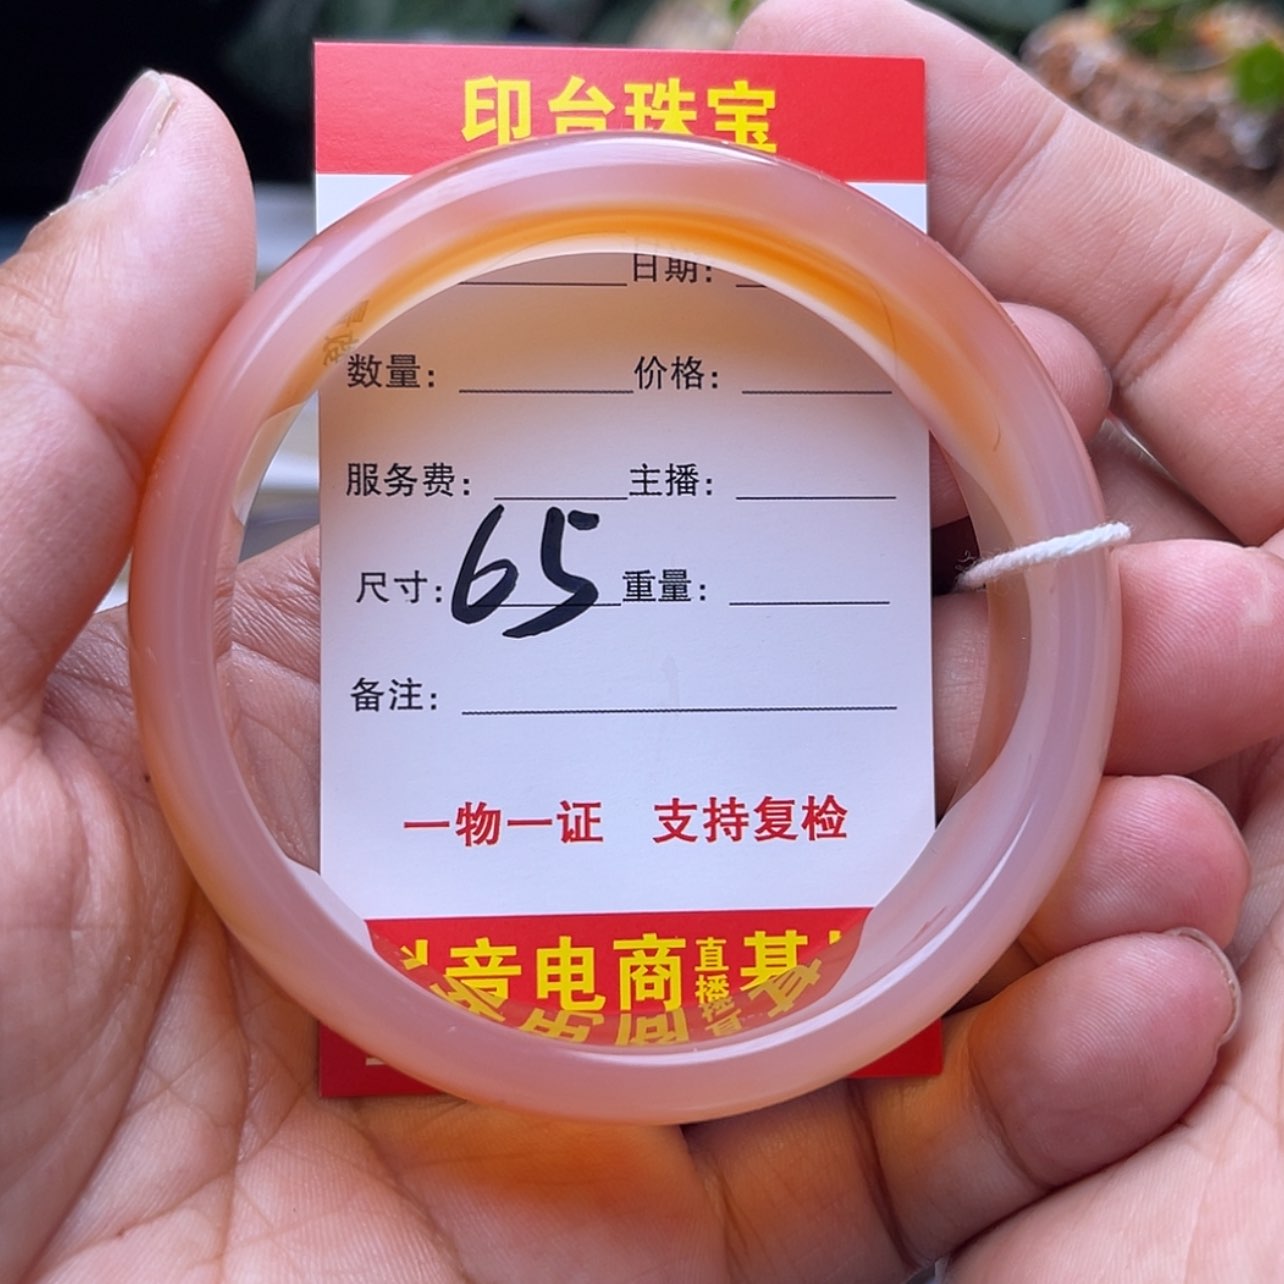 印台珠宝
日期:
数量: 价格:
服务费: 主播:
尺寸: 65 重量:
备注:
一物一证 支持复检
抖音电商直播基